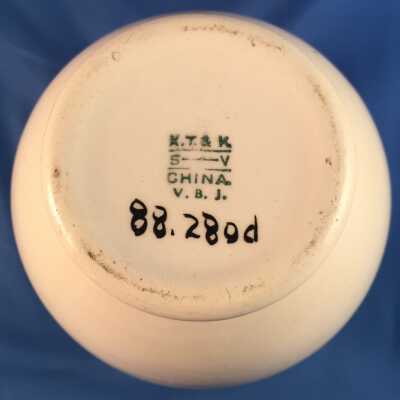 K.T. & K.
S——V
CHINA.
V. B. J.
88.280d